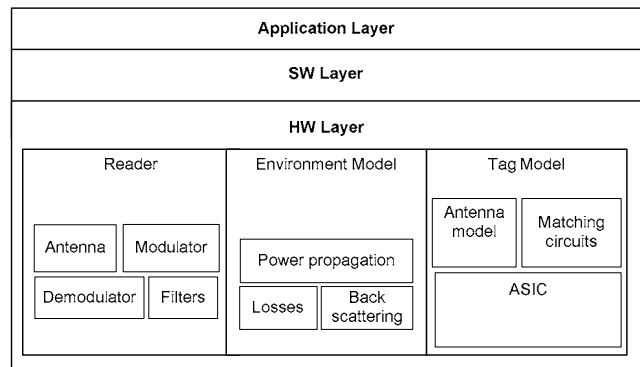 Application Layer
SW Layer
HW Layer
Reader
Antenna
Modulator
Demodulator
Filters
Environment Model
Power propagation
Losses
Back
scattering
Tag Model
Antenna
model
Matching
circuits
ASIC